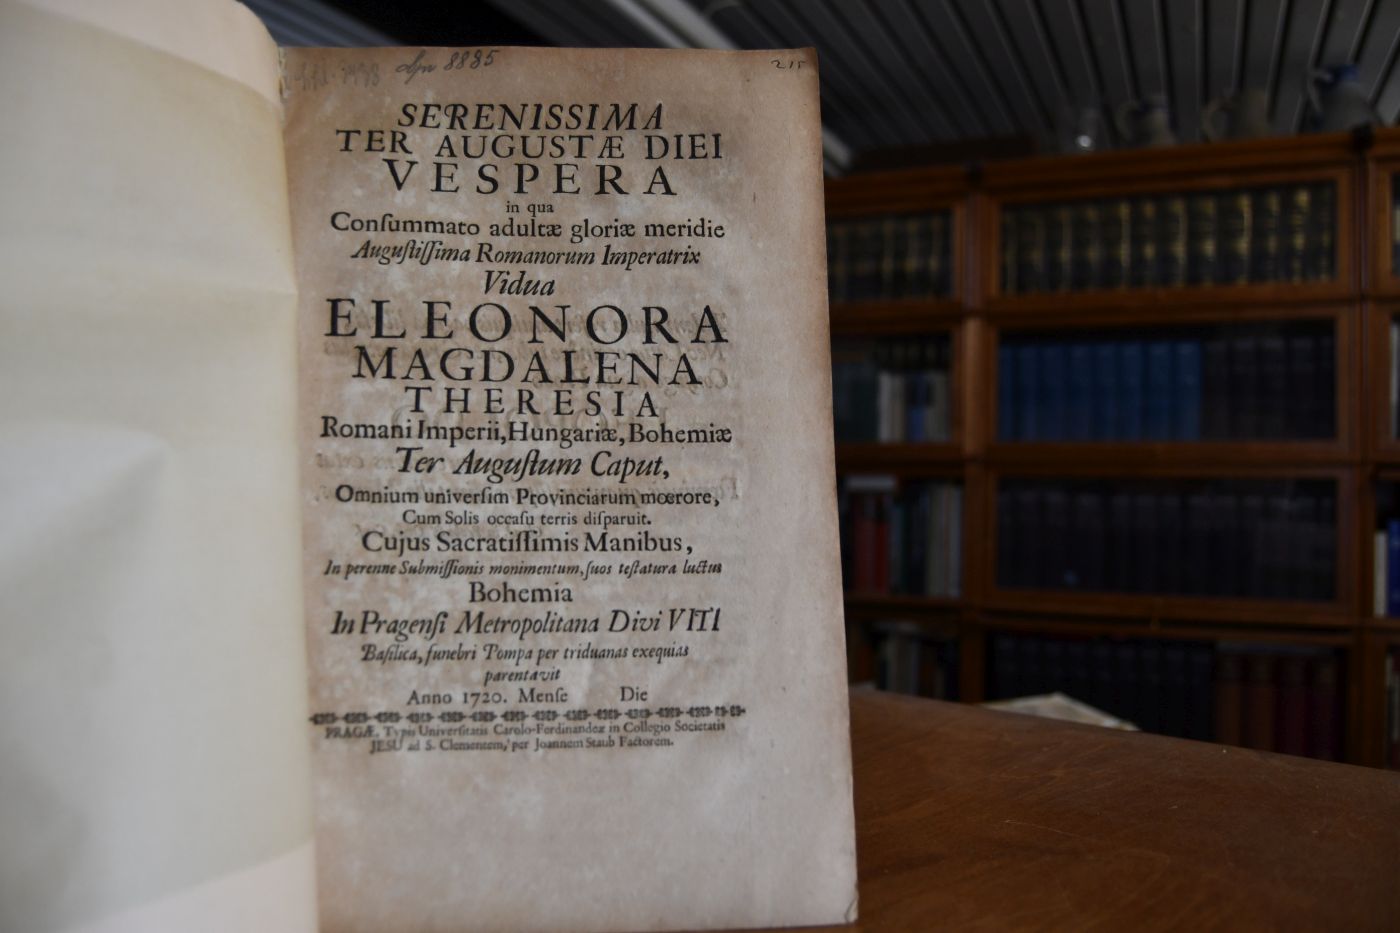 8885
215
SERENISSIMA
TER AUGUSTÆ DIEI
VESPERA
in qua
Conſummato adultæ gloriæ meridie
Auguſtiſſima Romanorum Imperatrix
Vidua
ELEONORA
MAGDALENA
THERESIA
Romani Imperii, Hungariæ, Bohemiæ
Ter Auguſtum Caput,
Omnium univerſim Provinciarum mœrore,
Cum Solis occaſu terris diſparuit.
Cujus Sacratiſſimis Manibus,
In perenne Submiſſionis monimentum, ſuos teſtatura luctus
Bohemia
In Pragenſi Metropolitana Divi VITI
Baſilica, funebri Pompa per triduanas exequias
parentavit
Anno 1720. Menſe Die
PRAGÆ, Typis Univerſitatis Carolo-Ferdinandeæ in Collegio Societatis
JESU ad S. Clementem, per Joannem Staub Factorem.